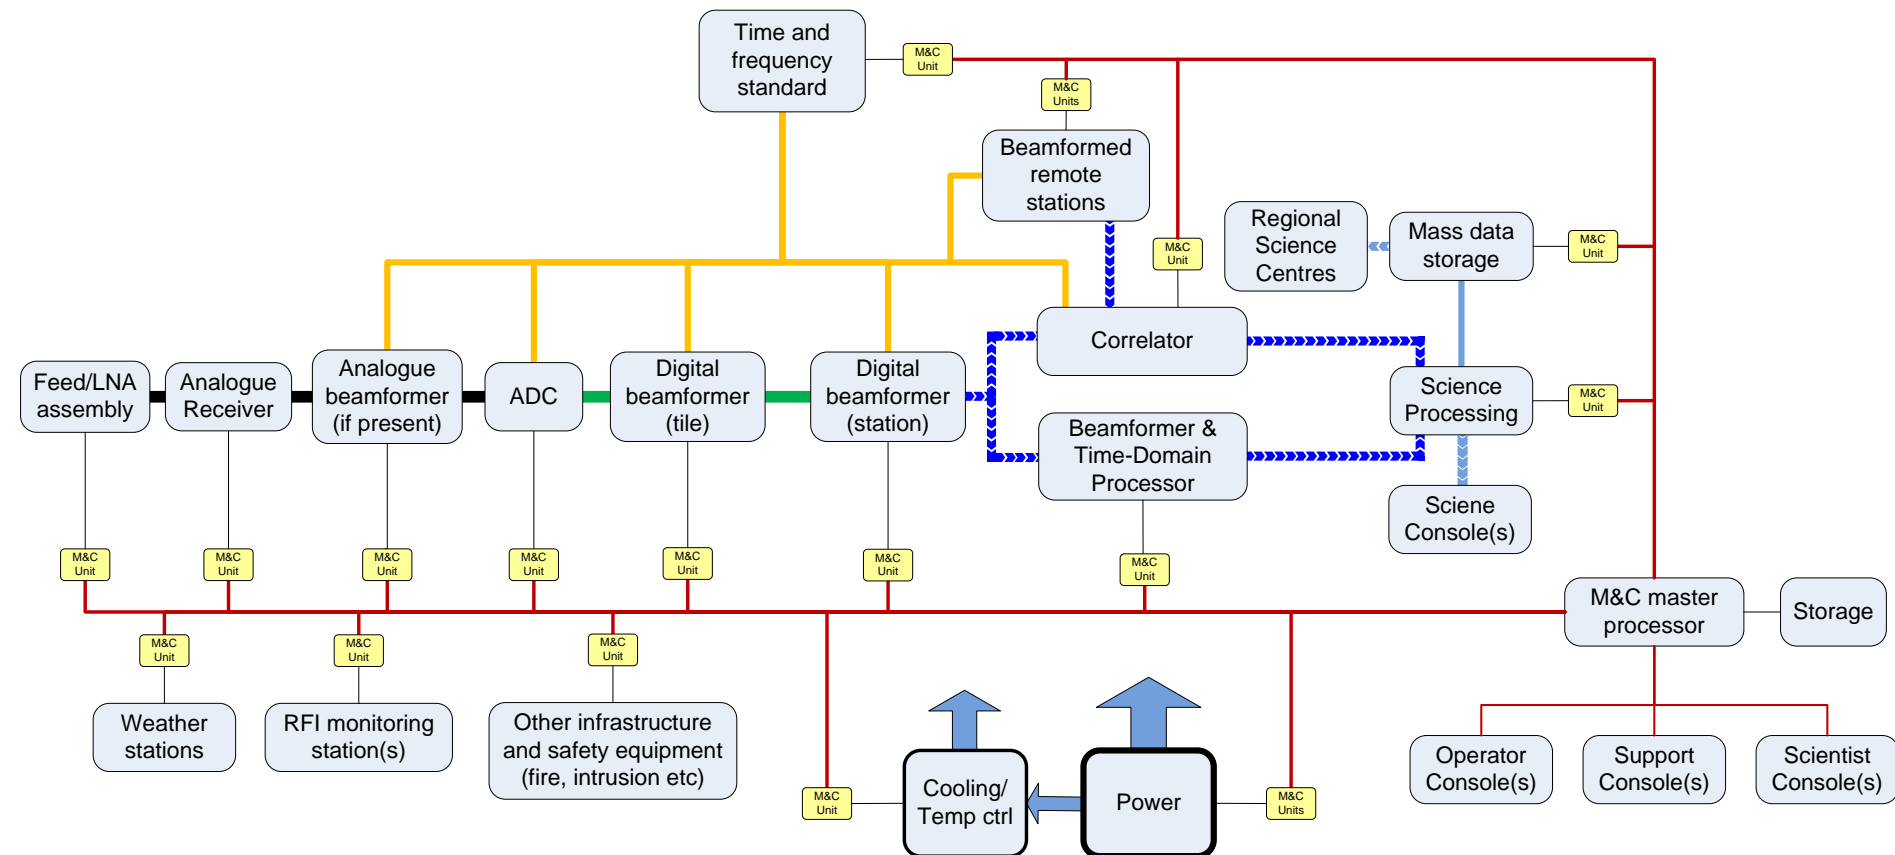 Time and
frequency
standard
M&C
Unit
M&C
Units
Beamformed
remote
stations
M&C
Unit
Regional
Science
Centres
Mass data
storage
M&C
Unit
Correlator
Feed/LNA
assembly
Analogue
Receiver
Analogue
beamformer
(if present)
ADC
Digital
beamformer
(tile)
Digital
beamformer
(station)
Beamformer &
Time-Domain
Processor
Science
Processing
M&C
Unit
Sciene
Console(s)
M&C
Unit
M&C
Unit
M&C
Unit
M&C
Unit
M&C
Unit
M&C
Unit
M&C
Unit
M&C master
processor
Storage
M&C
Unit
M&C
Unit
M&C
Unit
Weather
stations
RFI monitoring
station(s)
Other infrastructure
and safety equipment
(fire, intrusion etc)
M&C
Unit
Cooling/
Temp ctrl
Power
M&C
Units
Operator
Console(s)
Support
Console(s)
Scientist
Console(s)